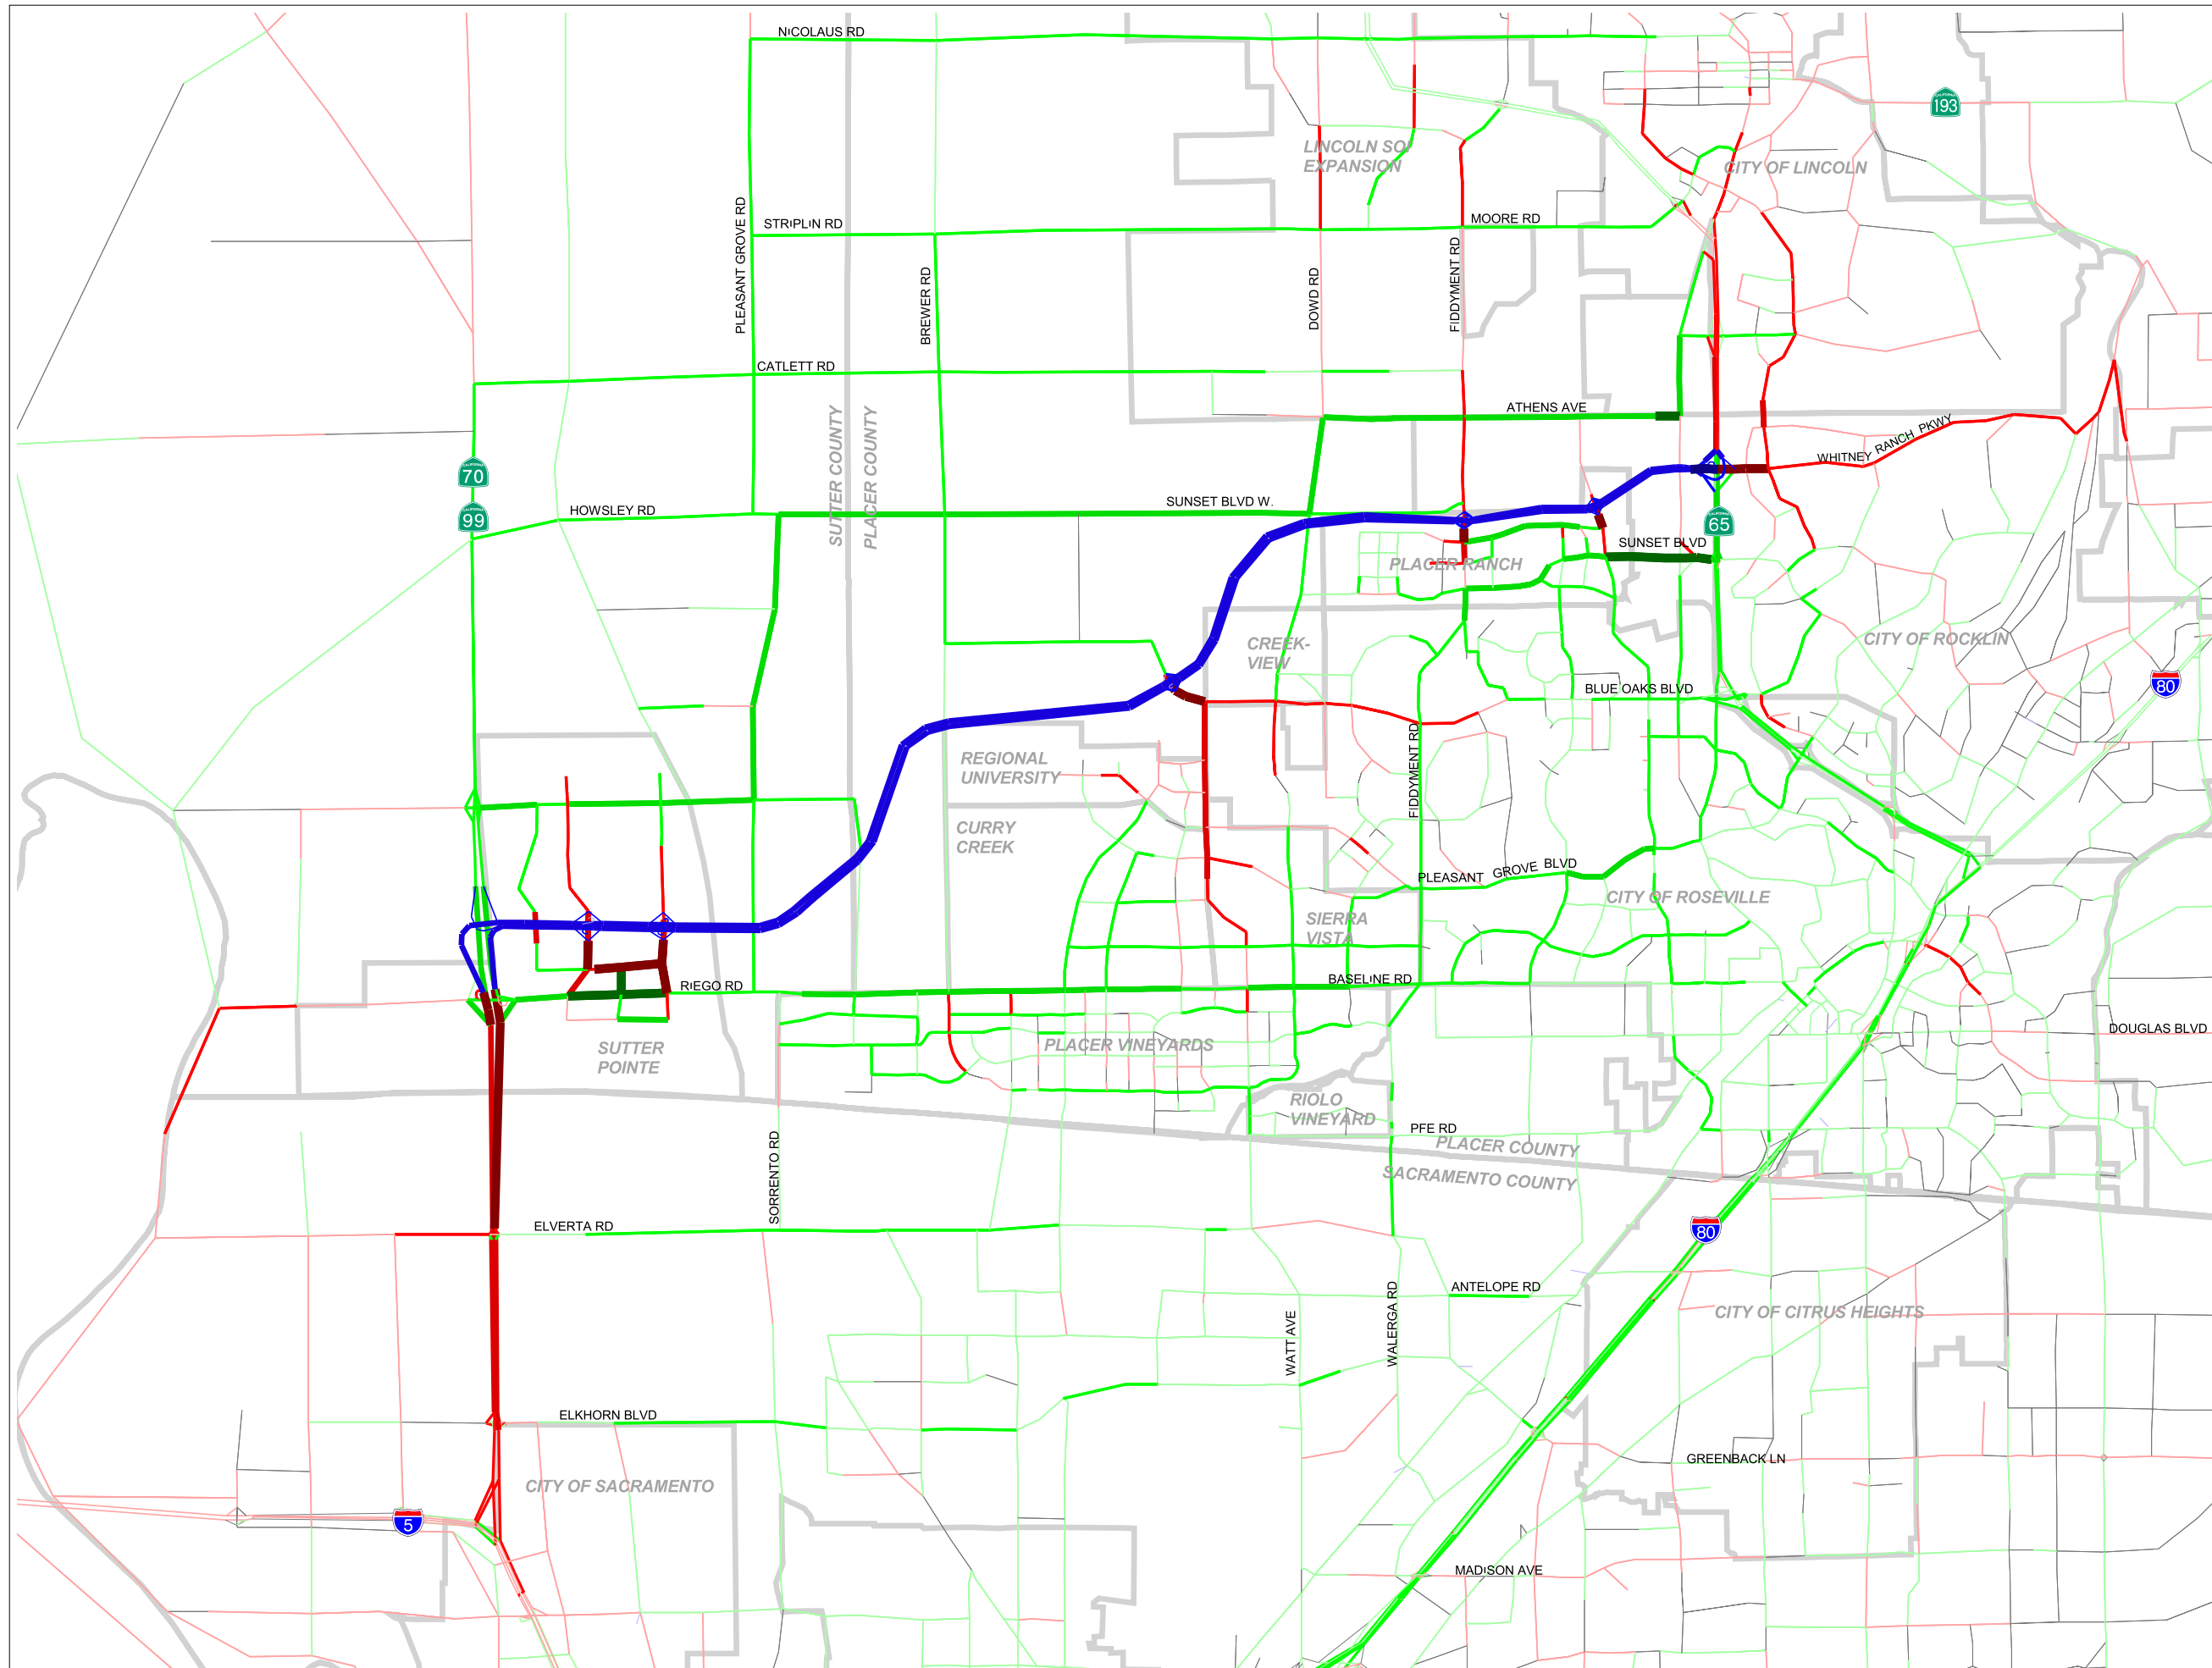 NICOLAUS RD
193
LINCOLN SOI
EXPANSION
CITY OF LINCOLN
PLEASANT GROVE RD
STRIPLIN RD
MOORE RD
BREWER RD
DOWD RD
FIDDYMENT RD
CATLETT RD
ATHENS AVE
SUTTER COUNTY
PLACER COUNTY
WHITNEY RANCH PKWY
70
99
HOWSLEY RD
SUNSET BLVD W.
65
SUNSET BLVD
PLACER RANCH
CITY OF ROCKLIN
CREEK-
VIEW
80
BLUE OAKS BLVD
REGIONAL
UNIVERSITY
FIDDYMENT RD
CURRY
CREEK
PLEASANT GROVE BLVD
CITY OF ROSEVILLE
SIERRA
VISTA
RIEGO RD
BASELINE RD
DOUGLAS BLVD
SUTTER
POINTE
PLACER VINEYARDS
RIOLO
VINEYARD
PFE RD
PLACER COUNTY
SACRAMENTO COUNTY
SORRENTO RD
ELVERTA RD
80
ANTELOPE RD
CITY OF CITRUS HEIGHTS
WATT AVE
WALERGA RD
ELKHORN BLVD
GREENBACK LN
CITY OF SACRAMENTO
5
MADISON AVE